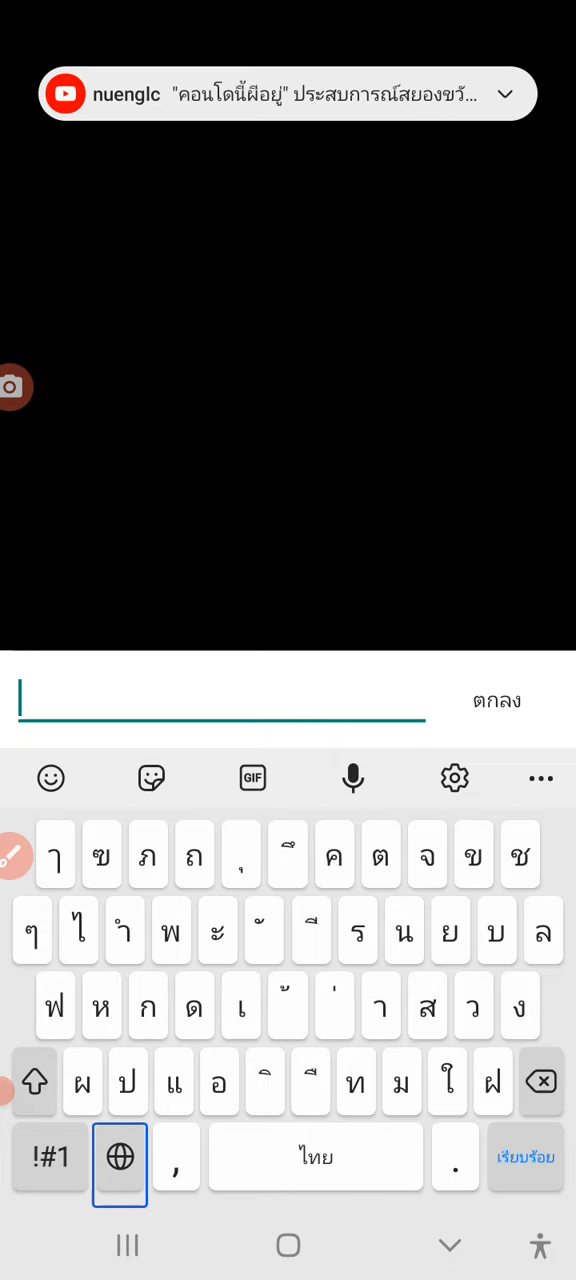 nuenglc "คอนโดนี้ผีอยู่" ประสบการณ์สยองขวั...
ตกลง
GIF
ๅ ฃ ภ ถ ุ ึ ค ต จ ข ช
ๆ ไ ำ พ ะ ั ี ร น ย บ ล
ฟ ห ก ด เ ้ ่ า ส ว ง
ผ ป แ อ ิ ื ท ม ใ ฝ
!#1 , ไทย . เรียบร้อย